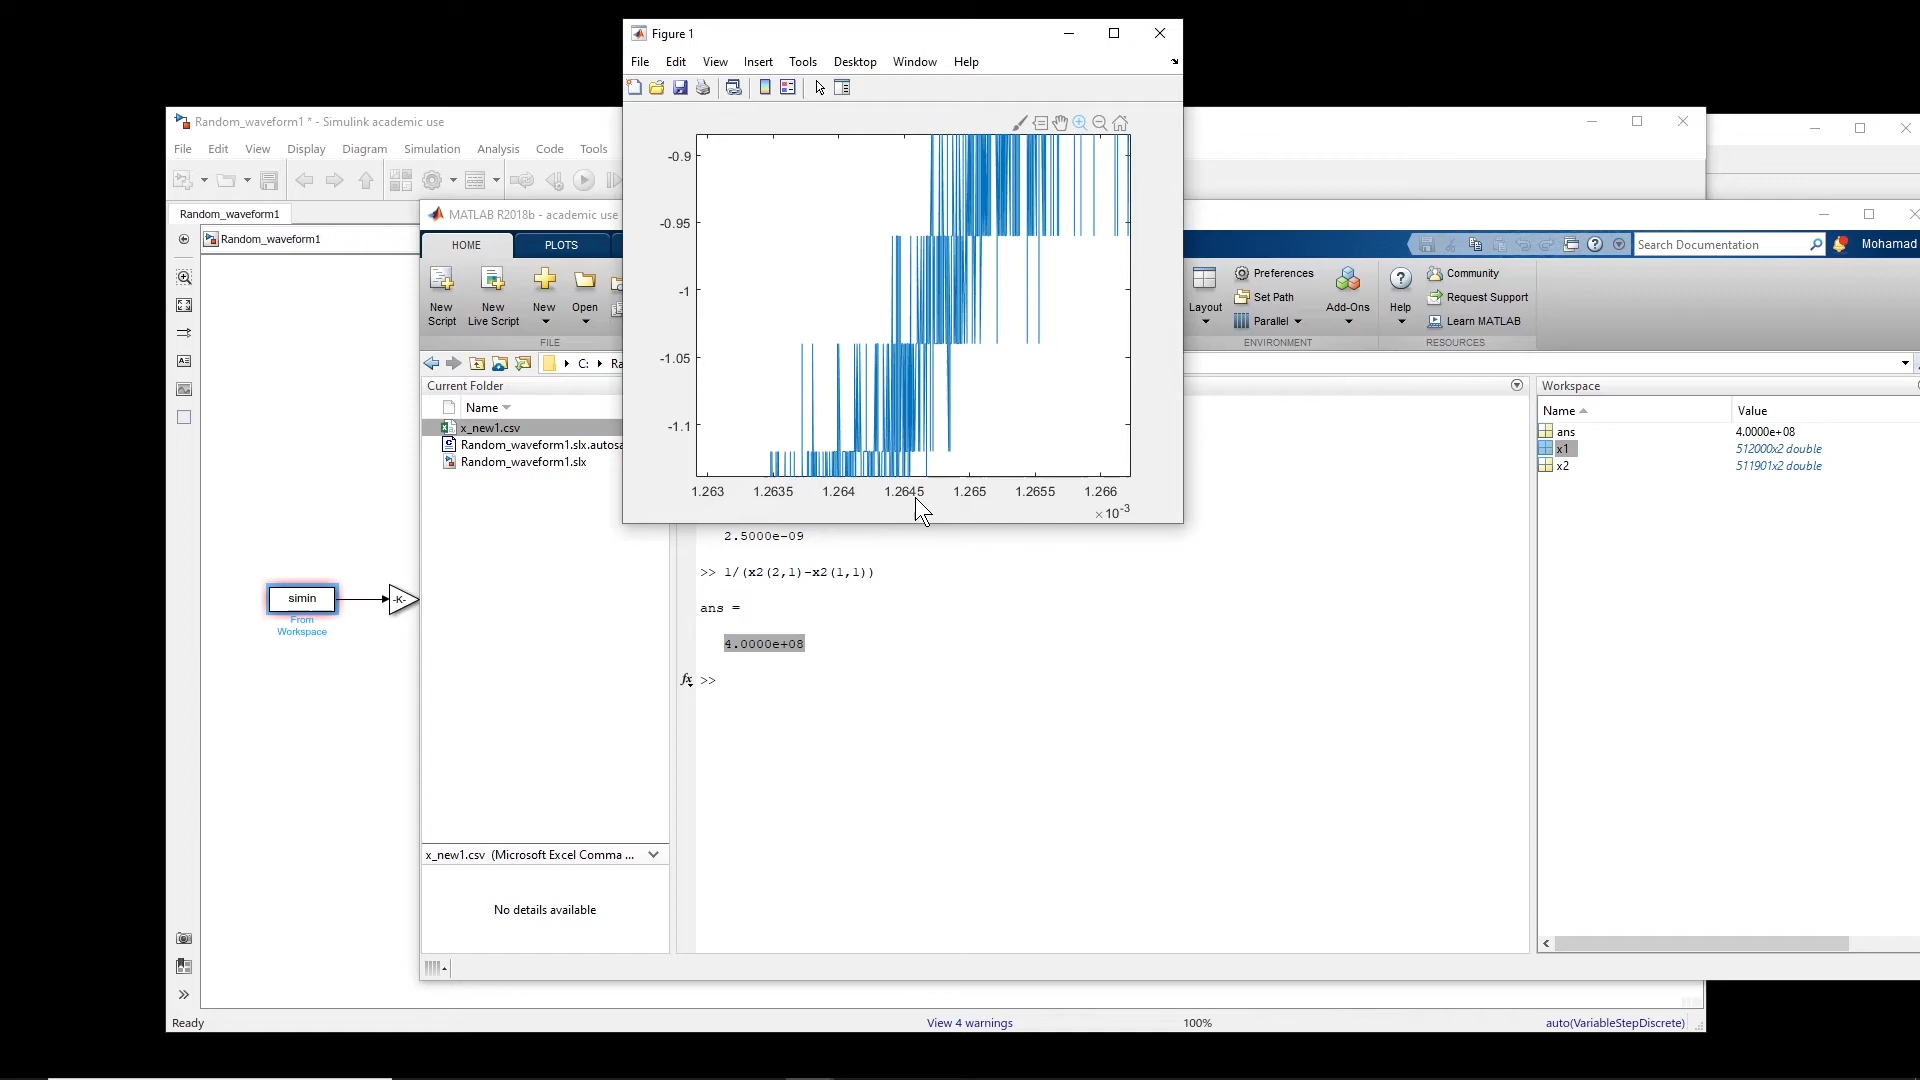 Figure 1
File Edit View Insert Tools Desktop Window Help
-0.9
-0.95
-1
-1.05
-1.1
1.263 1.2635 1.264 1.2645 1.265 1.2655 1.266
×10-3
Random_waveform1 * - Simulink academic use
File Edit View Display Diagram Simulation Analysis Code Tools
Random_waveform1
Random_waveform1
simin
From
Workspace
-K-
Ready
View 4 warnings
100%
auto(VariableStepDiscrete)
MATLAB R2018b - academic use
HOME PLOTS
Search Documentation
Mohamad
New
Script
New
Live Script
New
Open
FILE
Layout
Preferences
Set Path
Parallel
Add-Ons
ENVIRONMENT
Help
Community
Request Support
Learn MATLAB
RESOURCES
C:
Current Folder
Name
x_new1.csv
Random_waveform1.slx.autosa
Random_waveform1.slx
x_new1.csv (Microsoft Excel Comma ...
No details available
2.5000e-09
>> 1/(x2(2,1)-x2(1,1))
ans =
4.0000e+08
fx >>
Workspace
Name Value
ans 4.0000e+08
x1 512000x2 double
x2 511901x2 double